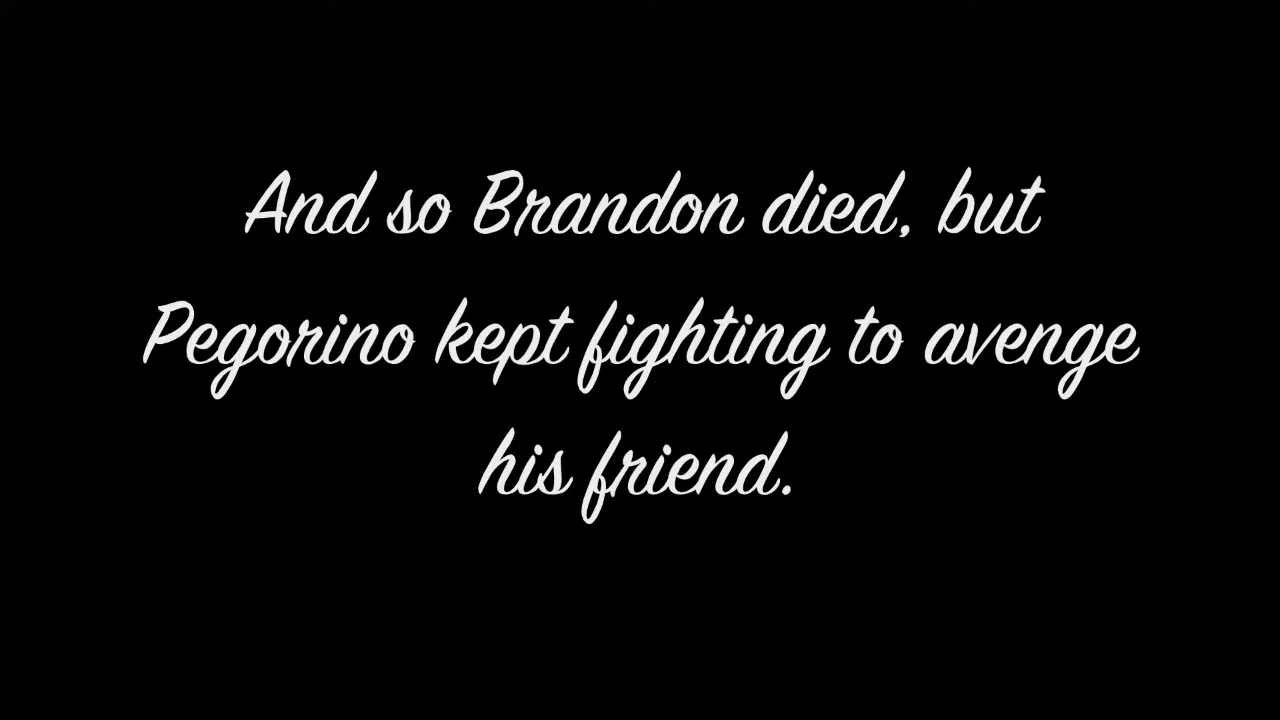 And so Brandon died, but
Pegorino kept fighting to avenge
his friend.